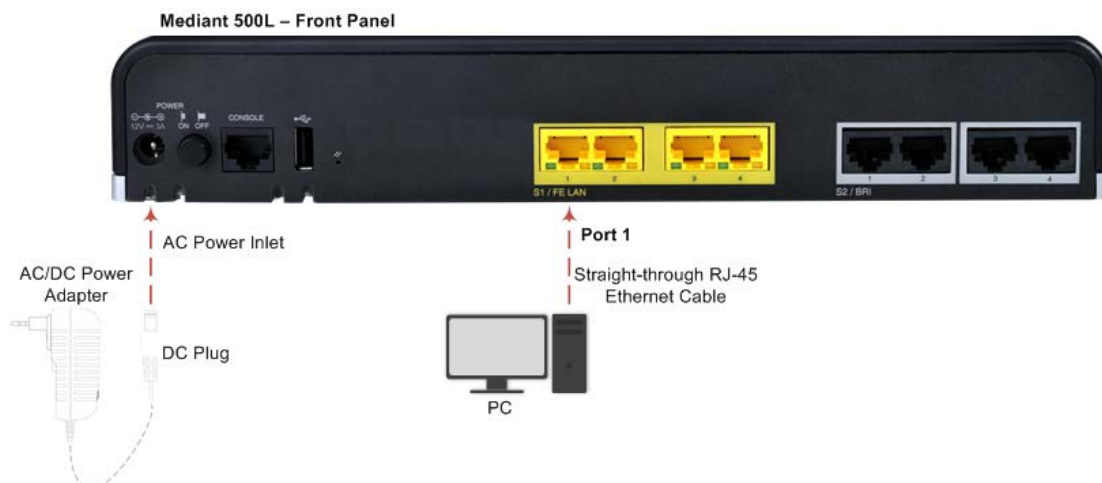 Mediant 500L – Front Panel
POWER
12V 3A
ON OFF
CONSOLE
1 2 3 4
S1 / FE LAN
1 2 3 4
S2 / BRI
AC Power Inlet
Port 1
AC/DC Power
Adapter
Straight-through RJ-45
Ethernet Cable
DC Plug
PC